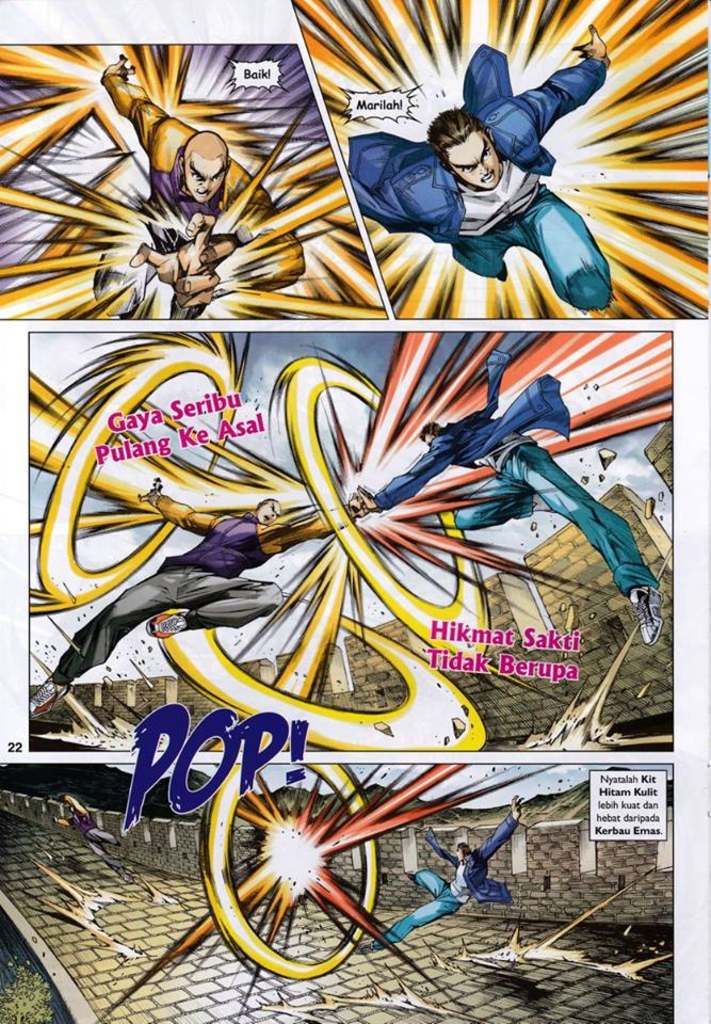 Baik!
Marilah!
Gaya Seribu
Pulang Ke Asal
Hikmat Sakti
Tidak Berupa
22
POP!
Nyatalah Kit
Hitam Kulit
lebih kuat dan
hebat daripada
Kerbau Emas.